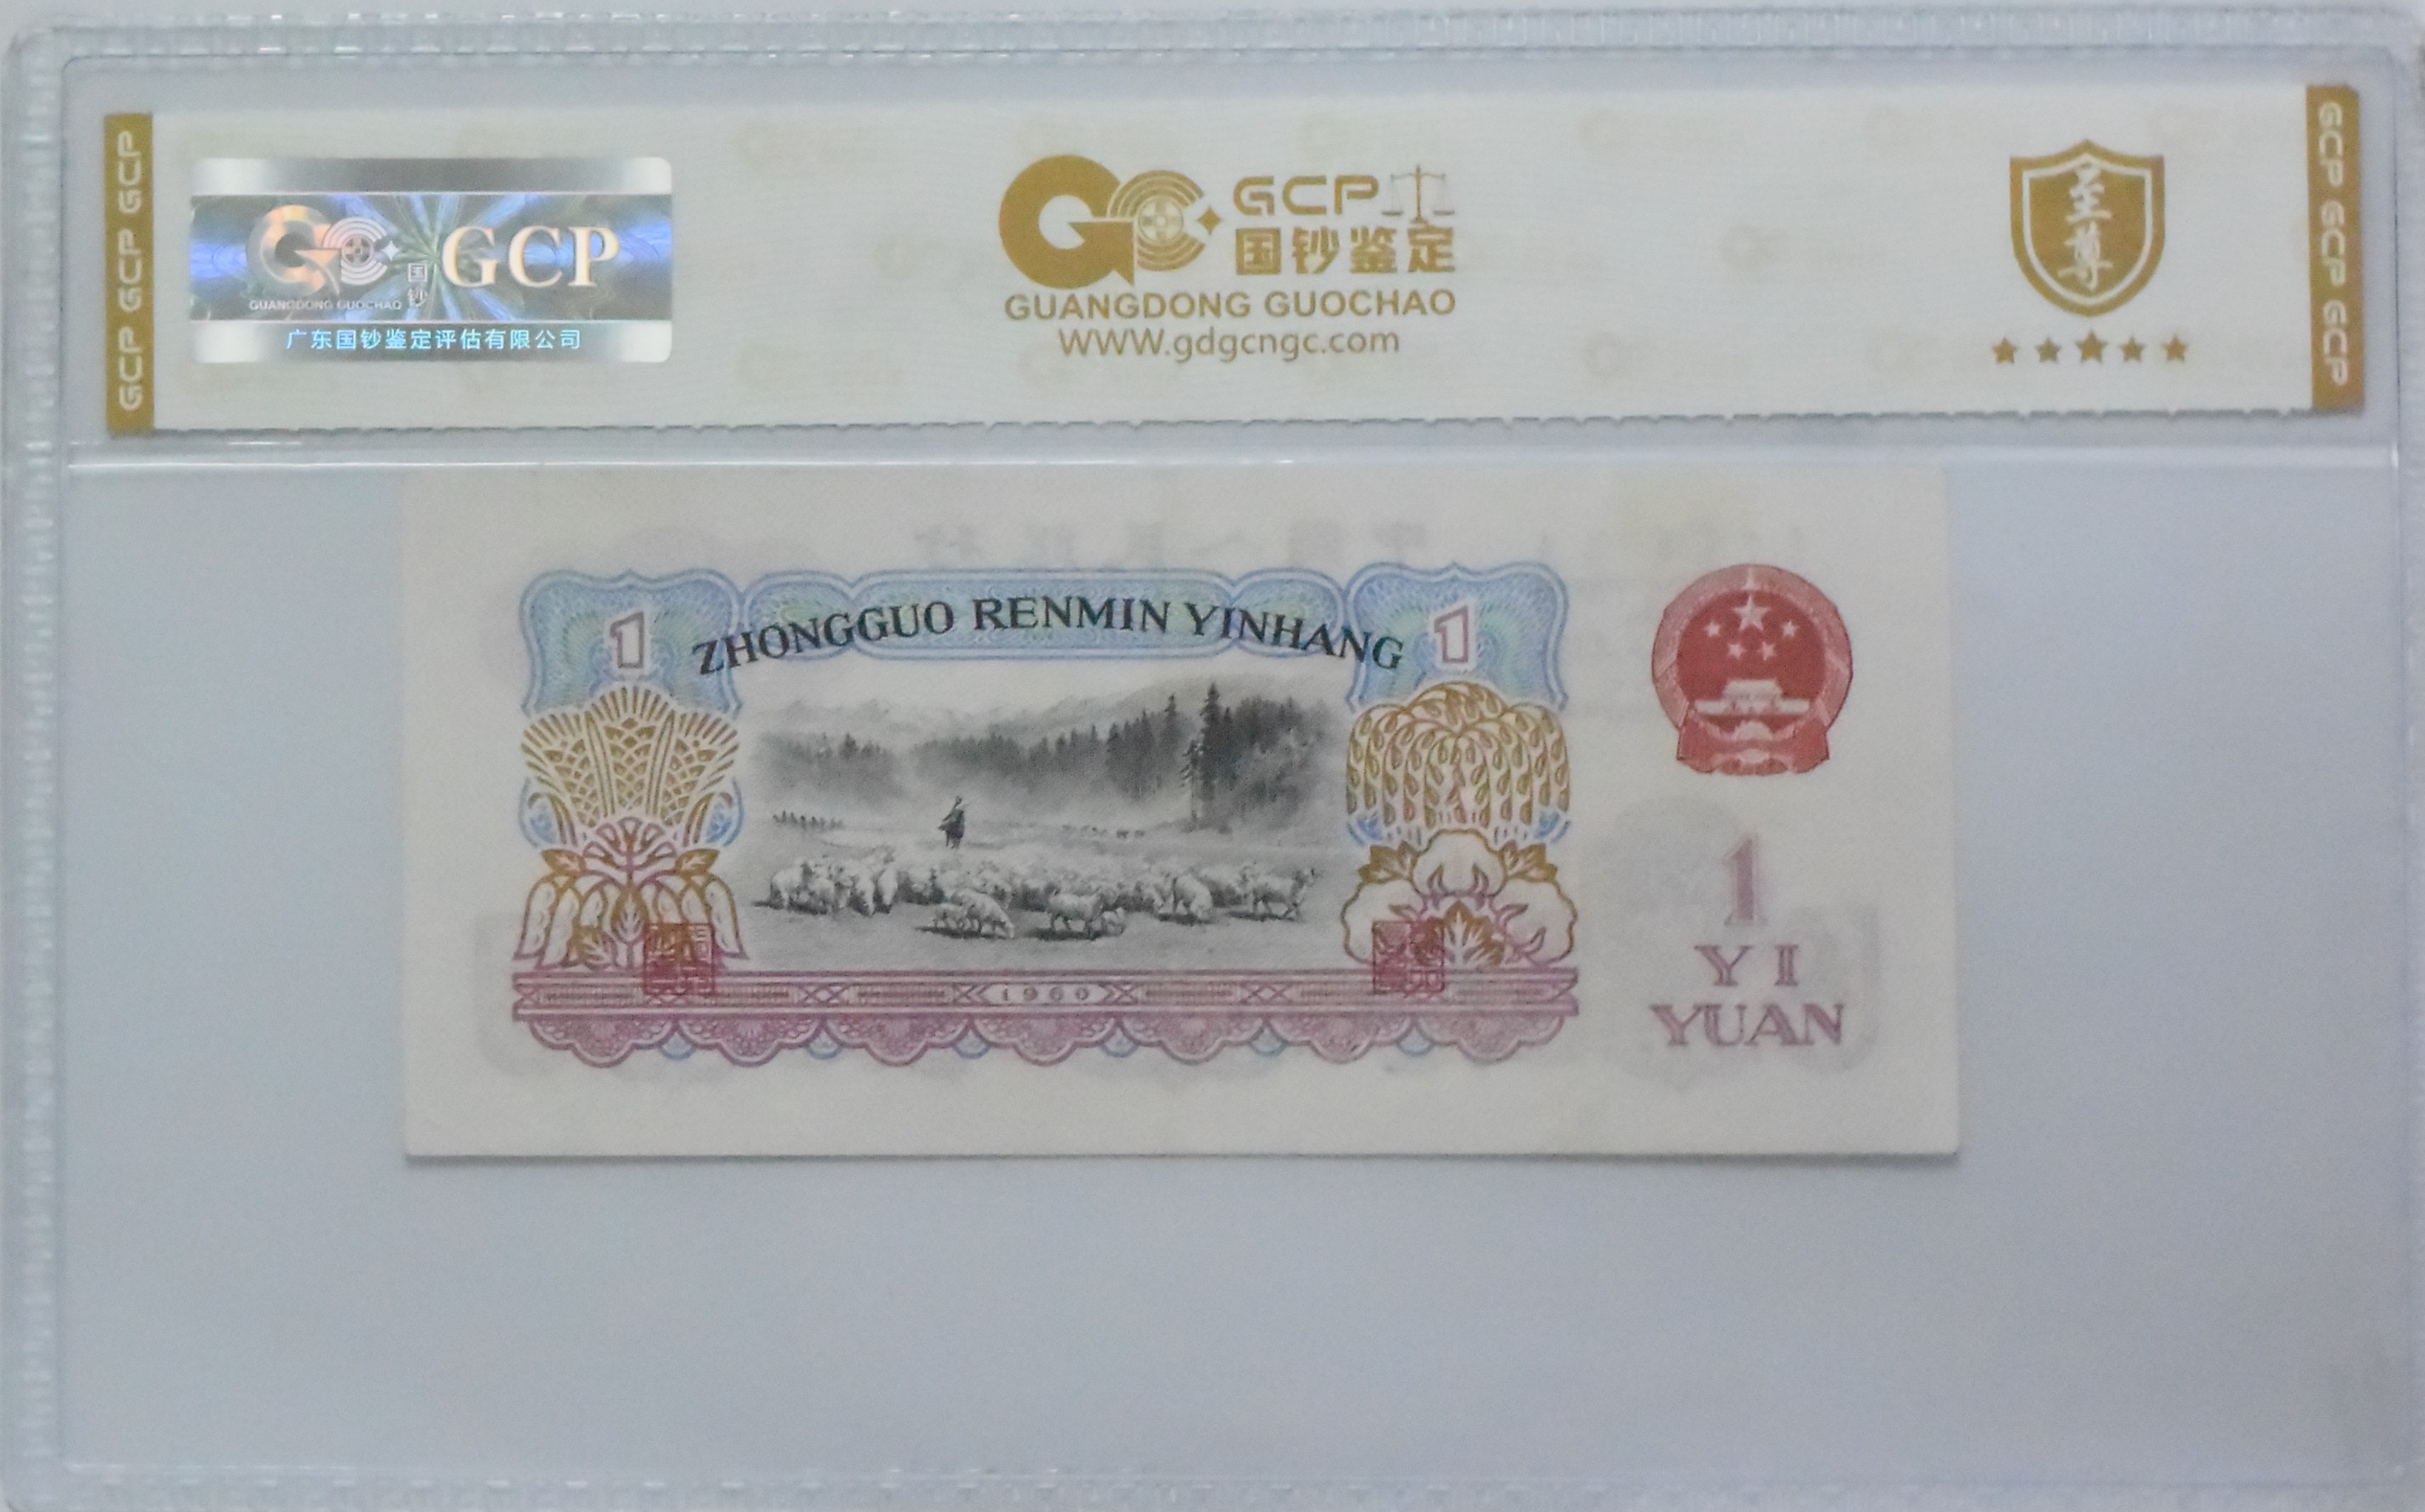 GCP GCP GCP
GCP
国钞
GUANGDONG GUOCHAO
广东国钞鉴定评估有限公司
GCP
国钞鉴定
GUANGDONG GUOCHAO
WWW.gdgcngc.com
至尊
GCP GCP GCP
ZHONGGUO RENMIN YINHANG
1
1
1960
1
YI
YUAN